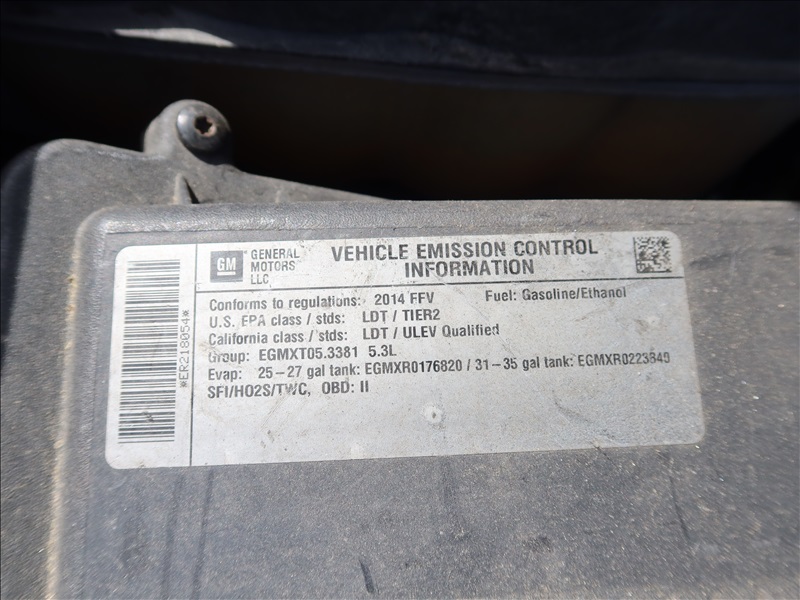 *ER218054*
GM
GENERAL
MOTORS
LLC
VEHICLE EMISSION CONTROL
INFORMATION
Conforms to regulations: 2014 FFV Fuel: Gasoline/Ethanol
U.S. EPA class / stds: LDT / TIER2
California class / stds: LDT / ULEV Qualified
Group: EGMXT05.3381 5.3L
Evap: 25-27 gal tank: EGMXR0176820 / 31-35 gal tank: EGMXR0223840
SFI/HO2S/TWC, OBD: II